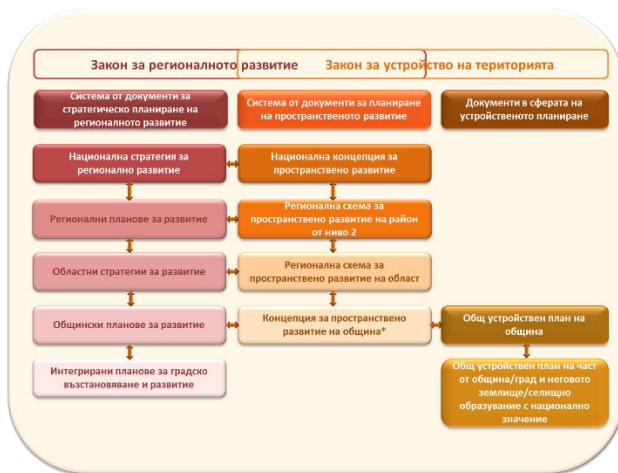 Закон за регионалното развитие
Закон за устройство на територията
Система от документи за
стратегическо планиране на
регионалното развитие
Система от документи за планиране
на пространственото развитие
Документи в сферата на
устройственото планиране
Национална стратегия за
регионално развитие
Национална концепция за
пространствено развитие
Регионални планове за развитие
Регионална схема за
пространствено развитие на район
от ниво 2
Областни стратегии за развитие
Регионална схема за
пространствено развитие на област
Общински планове за развитие
Концепция за пространствено
развитие на община*
Общ устройствен план на
община
Интегрирани планове за градско
възстановяване и развитие
Общ устройствен план на част
от община/град и неговото
землище/селищно
образувание с национално
значение